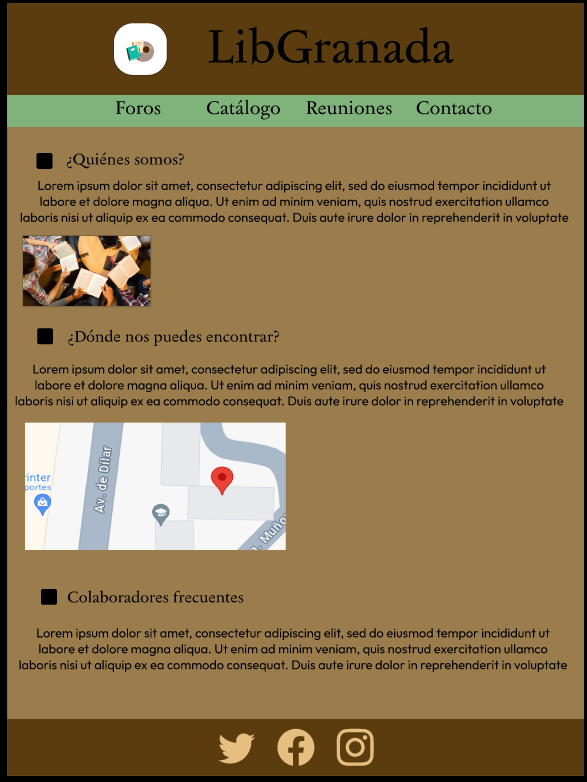 LibGranada
Foros Catálogo Reuniones Contacto
¿Quiénes somos?
Lorem ipsum dolor sit amet, consectetur adipiscing elit, sed do eiusmod tempor incididunt ut
labore et dolore magna aliqua. Ut enim ad minim veniam, quis nostrud exercitation ullamco
laboris nisi ut aliquip ex ea commodo consequat. Duis aute irure dolor in reprehenderit in voluptate
¿Dónde nos puedes encontrar?
Lorem ipsum dolor sit amet, consectetur adipiscing elit, sed do eiusmod tempor incididunt ut
labore et dolore magna aliqua. Ut enim ad minim veniam, quis nostrud exercitation ullamco
laboris nisi ut aliquip ex ea commodo consequat. Duis aute irure dolor in reprehenderit in voluptate
rinter
portes
Av. de Dílar
. Muño
Colaboradores frecuentes
Lorem ipsum dolor sit amet, consectetur adipiscing elit, sed do eiusmod tempor incididunt ut
labore et dolore magna aliqua. Ut enim ad minim veniam, quis nostrud exercitation ullamco
laboris nisi ut aliquip ex ea commodo consequat. Duis aute irure dolor in reprehenderit in voluptate